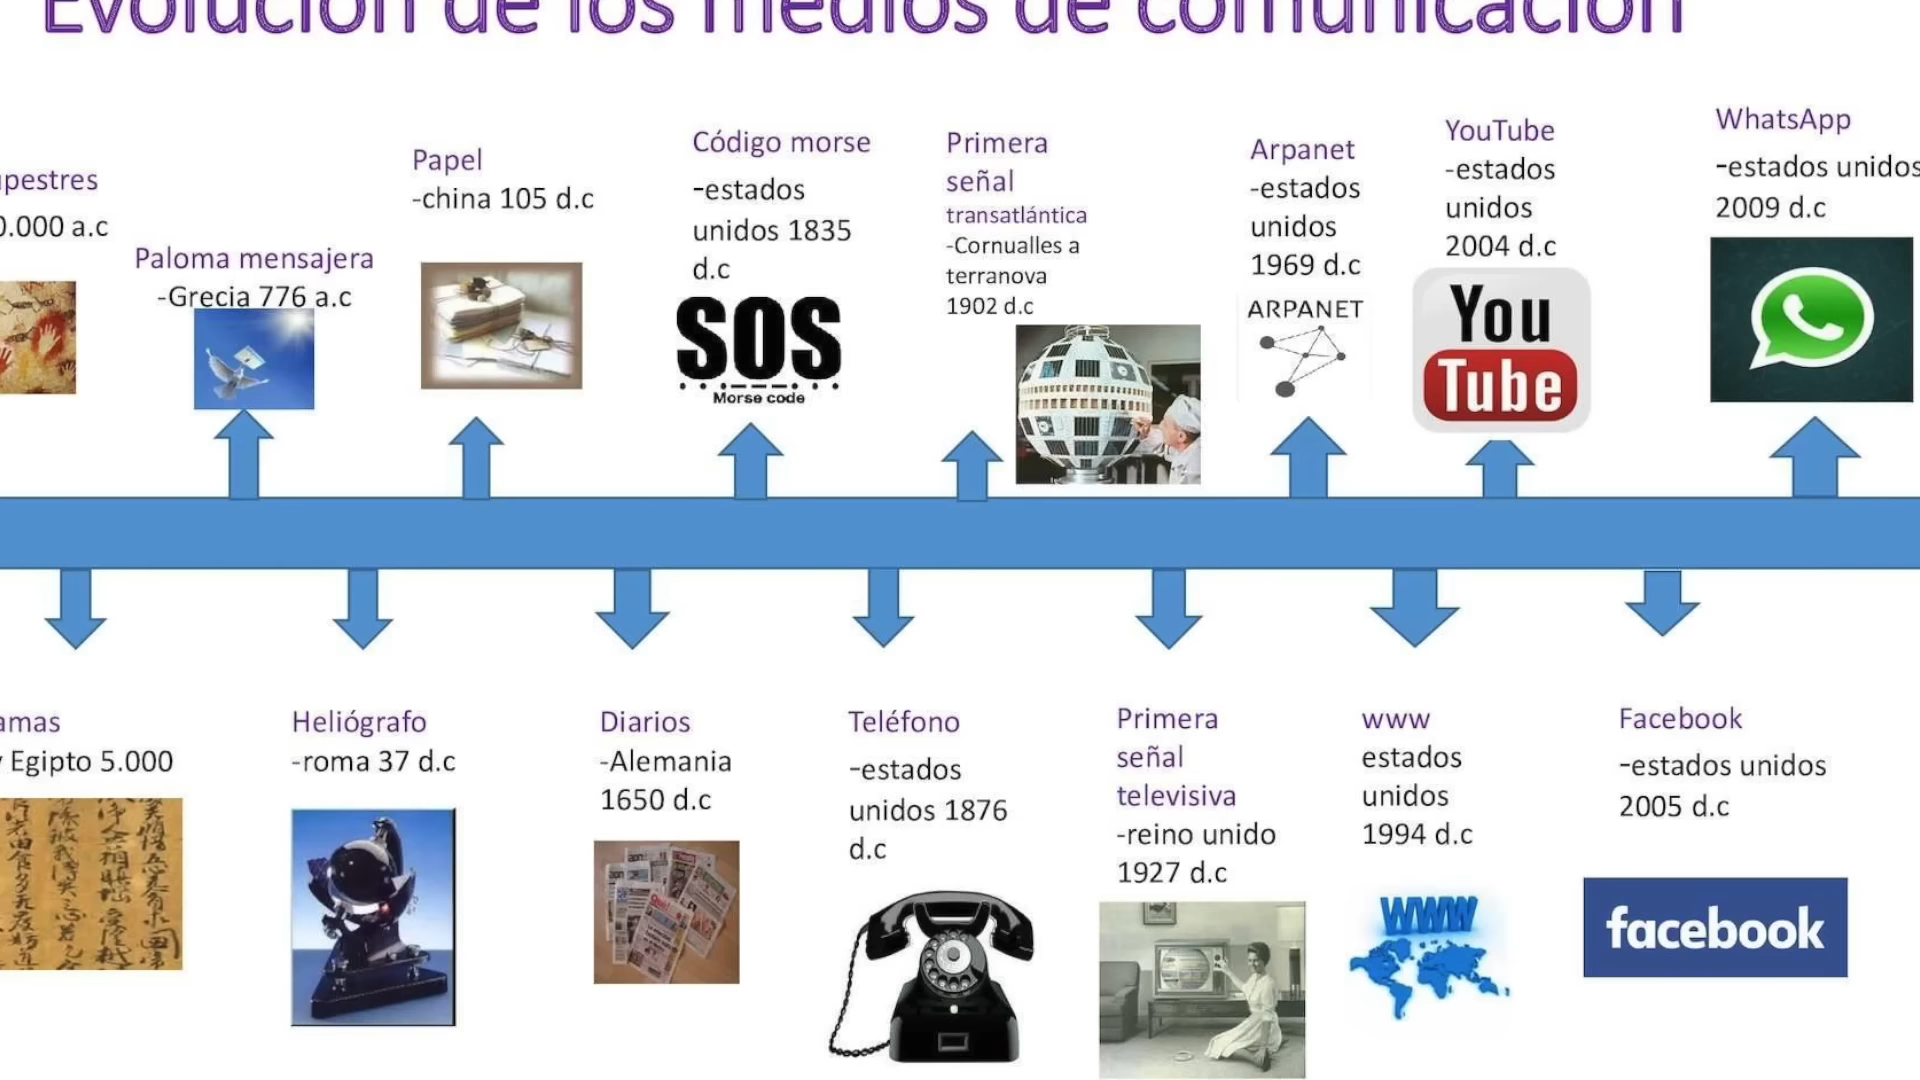 Evolución de los medios de comunicación
upestres
0.000 a.c
Paloma mensajera
-Grecia 776 a.c
Papel
-china 105 d.c
Código morse
-estados
unidos 1835
d.c
SOS
Morse code
Primera
señal
transatlántica
-Cornualles a
terranova
1902 d.c
Arpanet
-estados
unidos
1969 d.c
ARPANET
YouTube
-estados
unidos
2004 d.c
You
Tube
WhatsApp
-estados unidos
2009 d.c
amas
y Egipto 5.000
Heliógrafo
-roma 37 d.c
Diarios
-Alemania
1650 d.c
Teléfono
-estados
unidos 1876
d.c
Primera
señal
televisiva
-reino unido
1927 d.c
www
estados
unidos
1994 d.c
WWW
Facebook
-estados unidos
2005 d.c
facebook